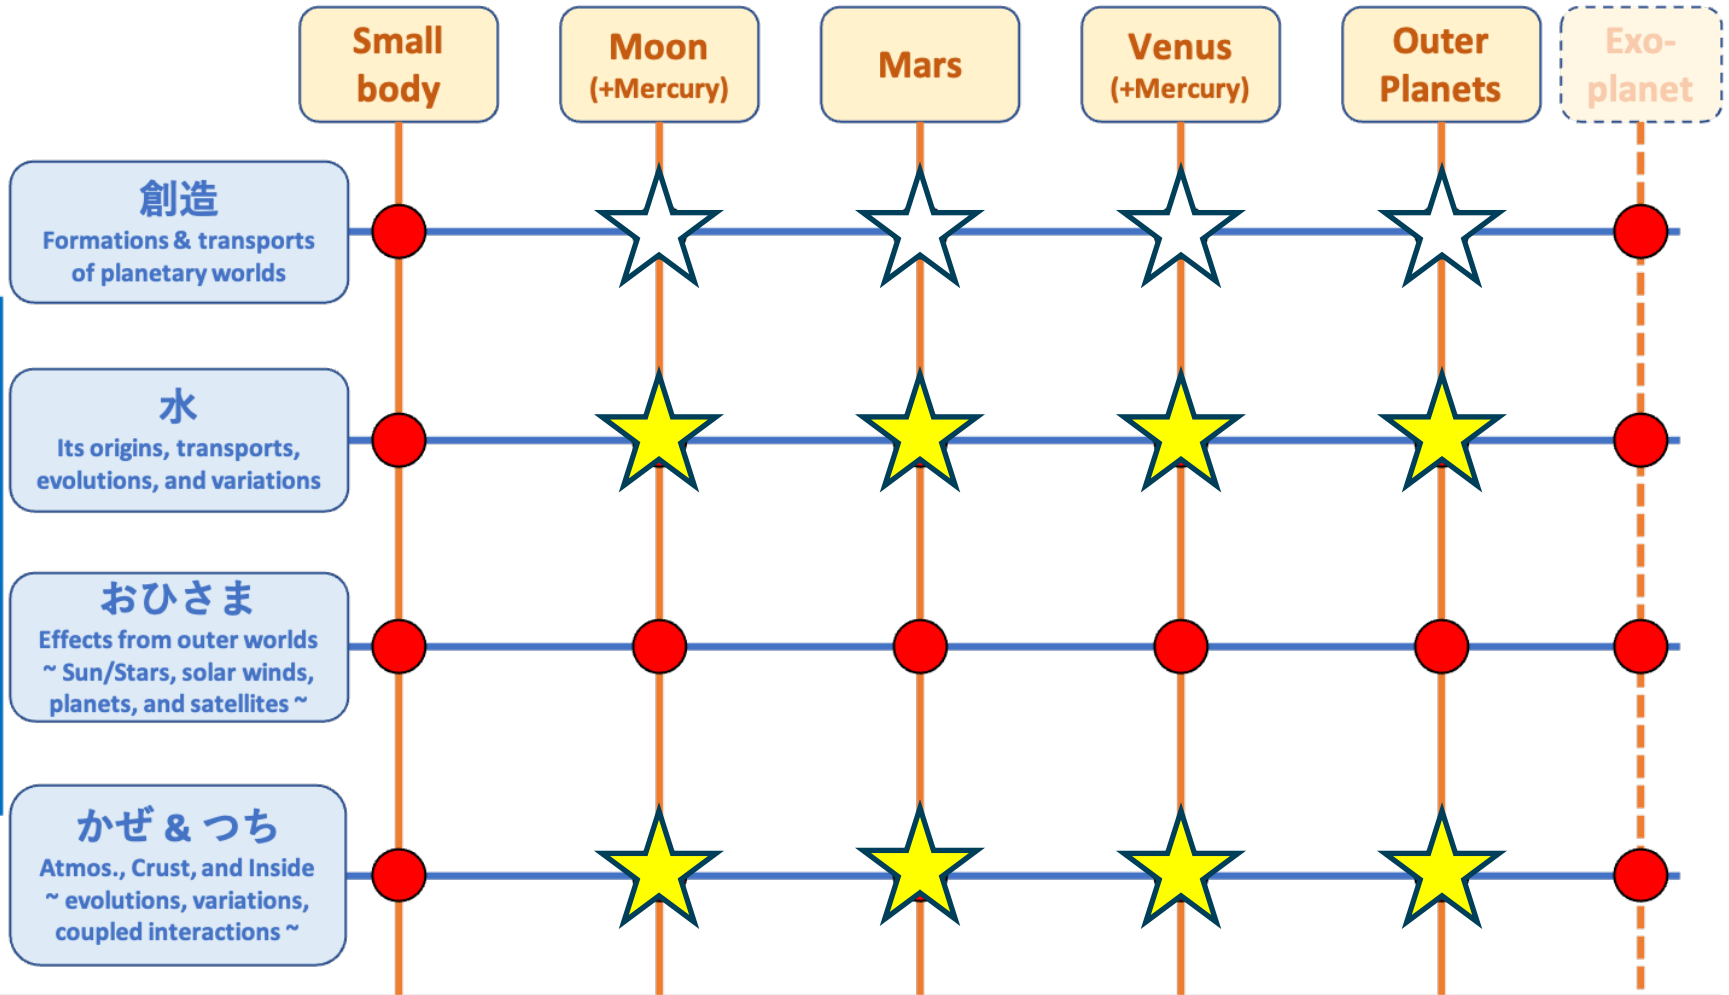 Small
body
Moon
(+Mercury)
Mars
Venus
(+Mercury)
Outer
Planets
Exo-
planet
創造
Formations & transports
of planetary worlds
水
Its origins, transports,
evolutions, and variations
おひさま
Effects from outer worlds
~ Sun/Stars, solar winds,
planets, and satellites ~
かぜ & つち
Atmos., Crust, and Inside
~ evolutions, variations,
coupled interactions ~